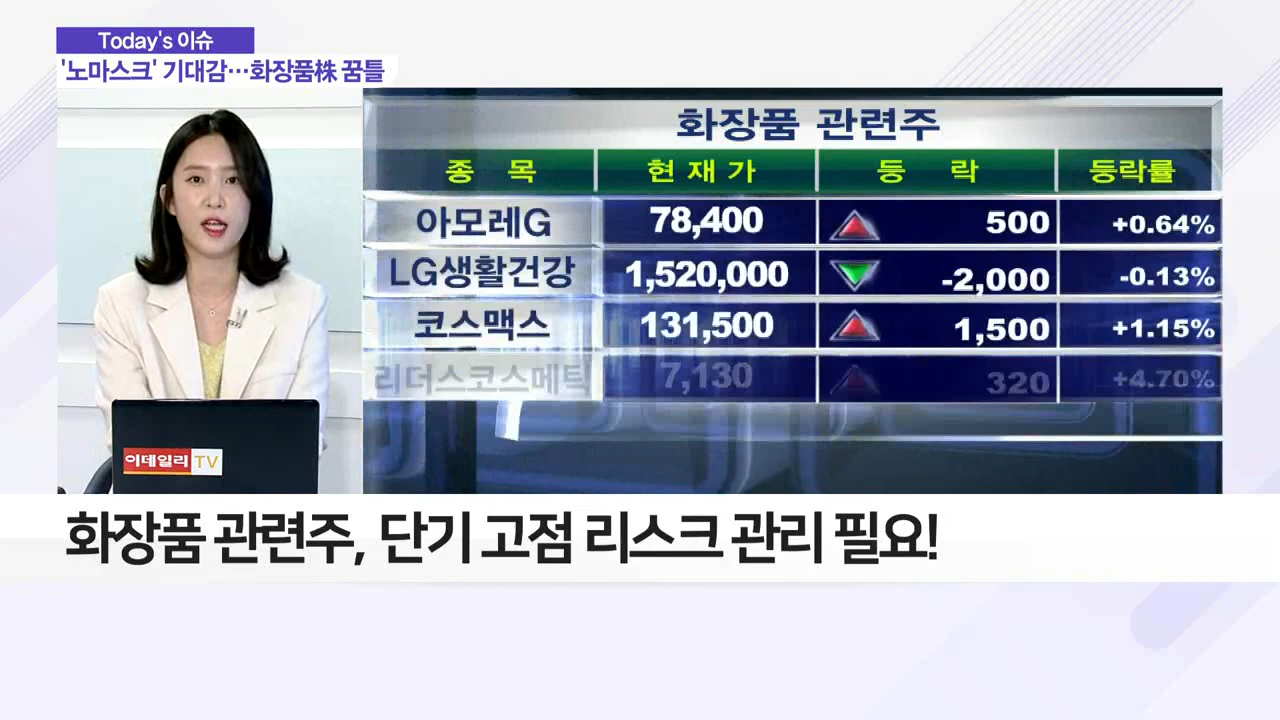 Today's 이슈
'노마스크' 기대감…화장품株 꿈틀
화장품 관련주
종 목 현 재 가 등 락 등락률
아모레G 78,400 500 +0.64%
LG생활건강 1,520,000 -2,000 -0.13%
코스맥스 131,500 1,500 +1.15%
리더스코스메틱 7,130 320 +4.70%
이데일리 TV
화장품 관련주, 단기 고점 리스크 관리 필요!